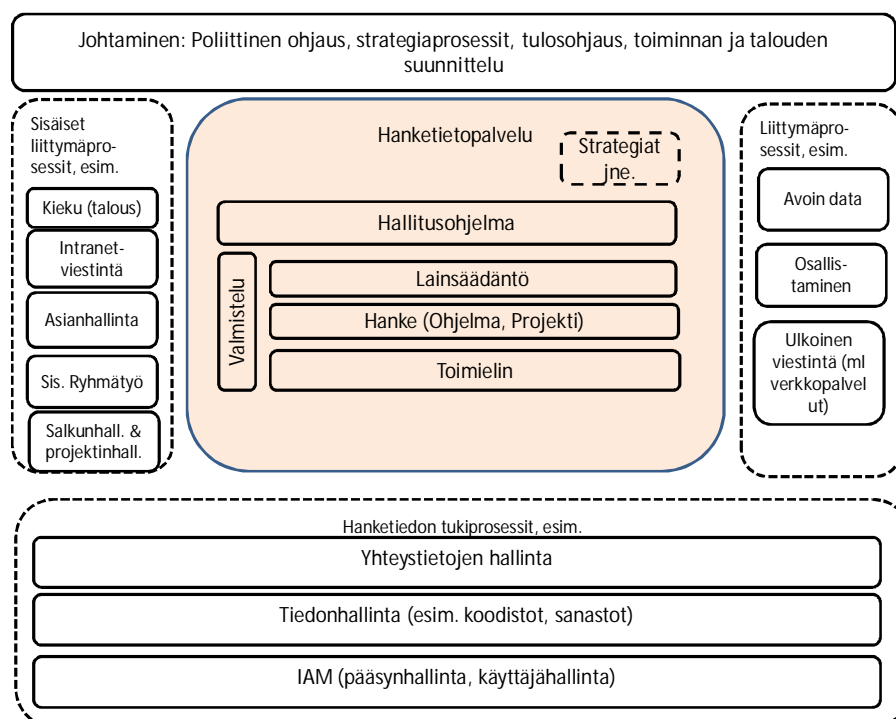 Johtaminen: Poliittinen ohjaus, strategiaprosessit, tulosohjaus, toiminnan ja talouden
suunnittelu
Sisäiset
liittymäpro-
sessit, esim.
Kieku (talous)
Intranet-
viestintä
Asianhallinta
Sis. Ryhmätyö
Salkunhall. &
projektinhall.
Hanketietopalvelu
Strategiat
jne.
Hallitusohjelma
Valmistelu
Lainsäädäntö
Hanke (Ohjelma, Projekti)
Toimielin
Liittymäpro-
sessit, esim.
Avoin data
Osallis-
taminen
Ulkoinen
viestintä (ml
verkkopalvel
ut)
Hanketiedon tukiprosessit, esim.
Yhteystietojen hallinta
Tiedonhallinta (esim. koodistot, sanastot)
IAM (pääsynhallinta, käyttäjähallinta)